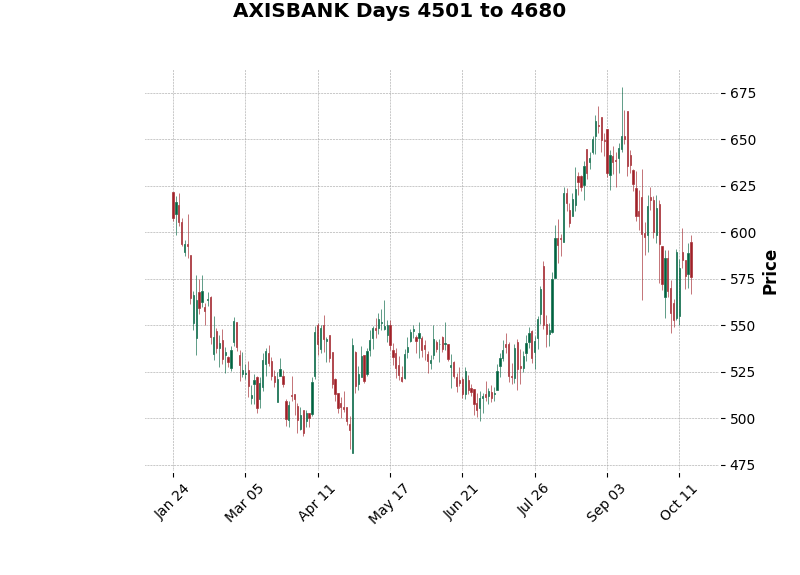 AXISBANK Days 4501 to 4680
675
650
625
600
575
550
525
500
475
Price
Jan 24
Mar 05
Apr 11
May 17
Jun 21
Jul 26
Sep 03
Oct 11